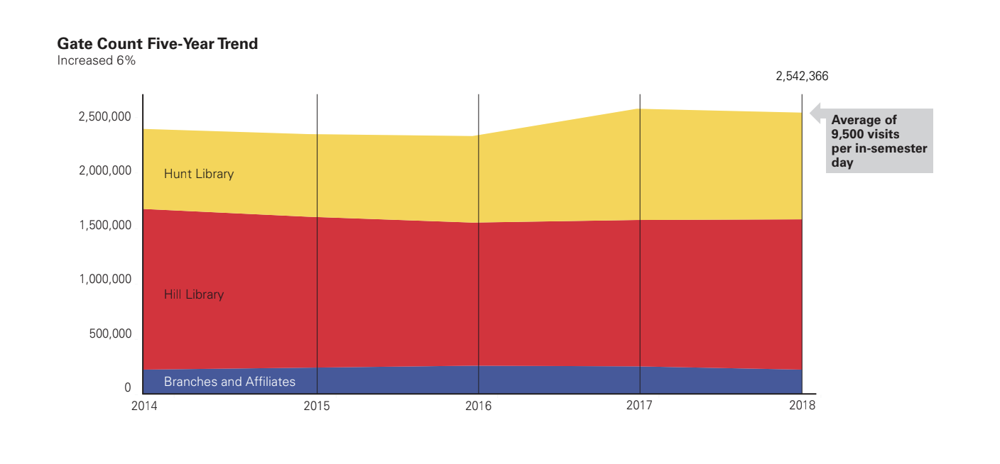 Gate Count Five-Year Trend
Increased 6%
2,542,366
2,500,000
2,000,000
1,500,000
1,000,000
500,000
0
Average of
9,500 visits
per in-semester
day
Hunt Library
Hill Library
Branches and Affiliates
2014
2015
2016
2017
2018